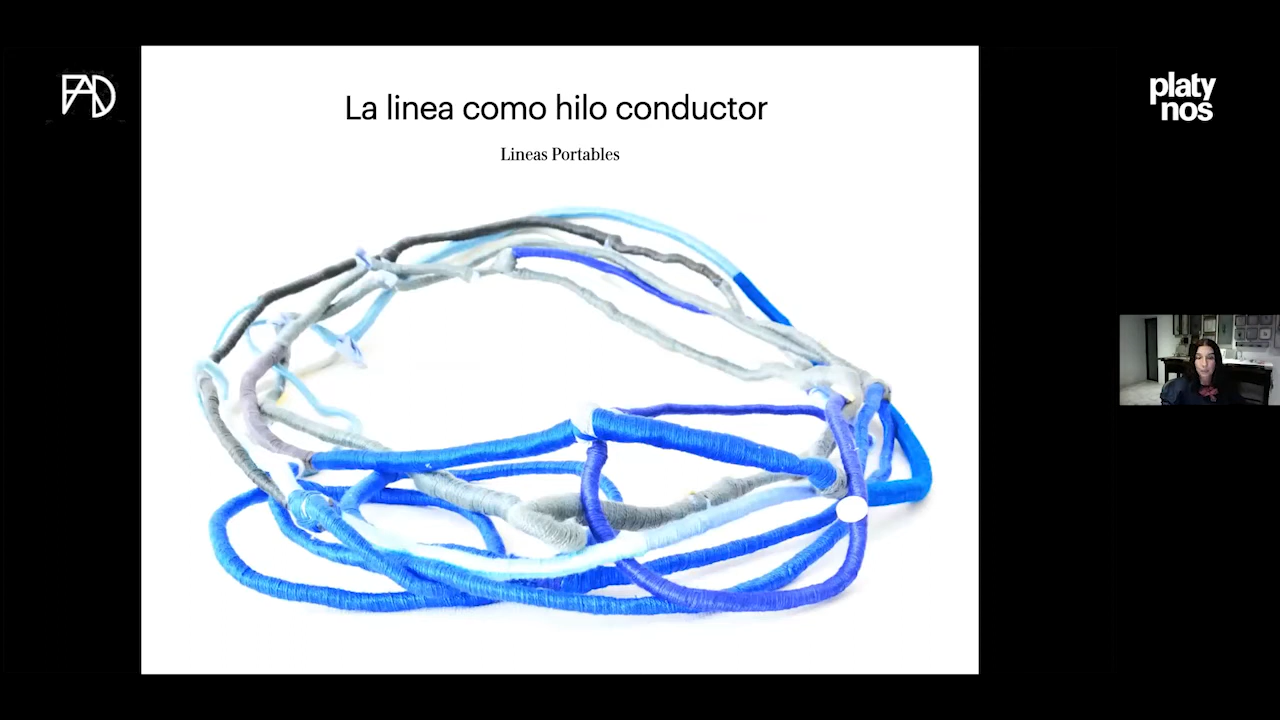 FAD
La linea como hilo conductor
Lineas Portables
platy
nos